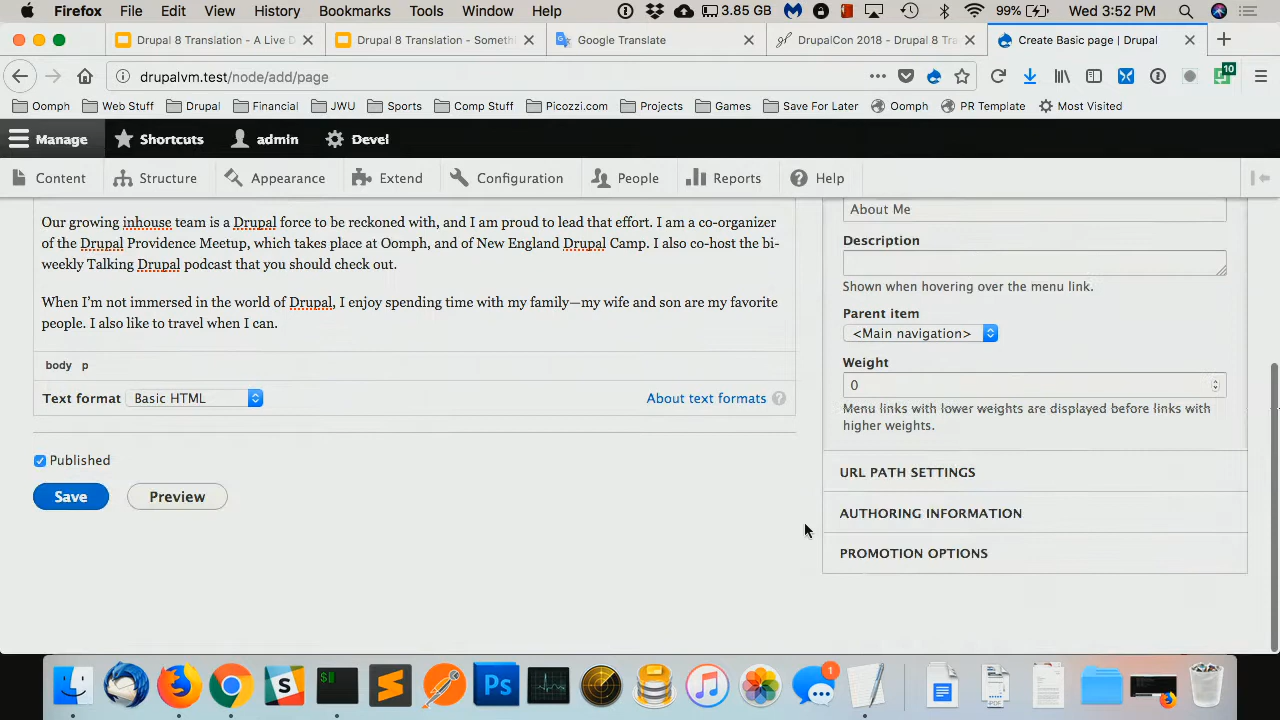 Firefox File Edit View History Bookmarks Tools Window Help 3.85 GB 99% Wed 3:52 PM
Drupal 8 Translation - A Live D Drupal 8 Translation - Someth Google Translate DrupalCon 2018 - Drupal 8 Tra Create Basic page | Drupal
drupalvm.test/node/add/page 10
Oomph Web Stuff Drupal Financial JWU Sports Comp Stuff Picozzi.com Projects Games Save For Later Oomph PR Template Most Visited
Manage Shortcuts admin Devel
Content Structure Appearance Extend Configuration People Reports Help
Our growing inhouse team is a Drupal force to be reckoned with, and I am proud to lead that effort. I am a co-organizer
of the Drupal Providence Meetup, which takes place at Oomph, and of New England Drupal Camp. I also co-host the bi-
weekly Talking Drupal podcast that you should check out.
When I'm not immersed in the world of Drupal, I enjoy spending time with my family—my wife and son are my favorite
people. I also like to travel when I can.
body p
Text format Basic HTML About text formats ?
Published
Save Preview
About Me
Description
Shown when hovering over the menu link.
Parent item
<Main navigation>
Weight
0
Menu links with lower weights are displayed before links with
higher weights.
URL PATH SETTINGS
AUTHORING INFORMATION
PROMOTION OPTIONS
$
Ps
1